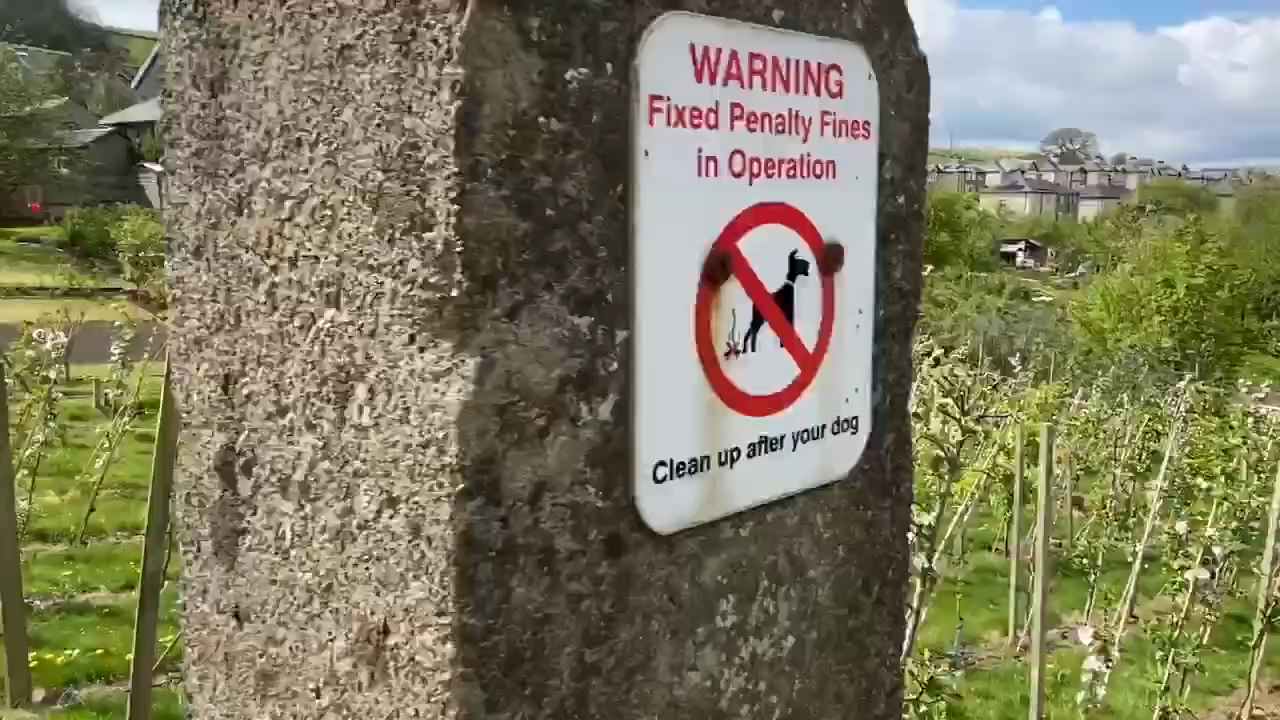 WARNING
Fixed Penalty Fines
in Operation
Clean up after your dog